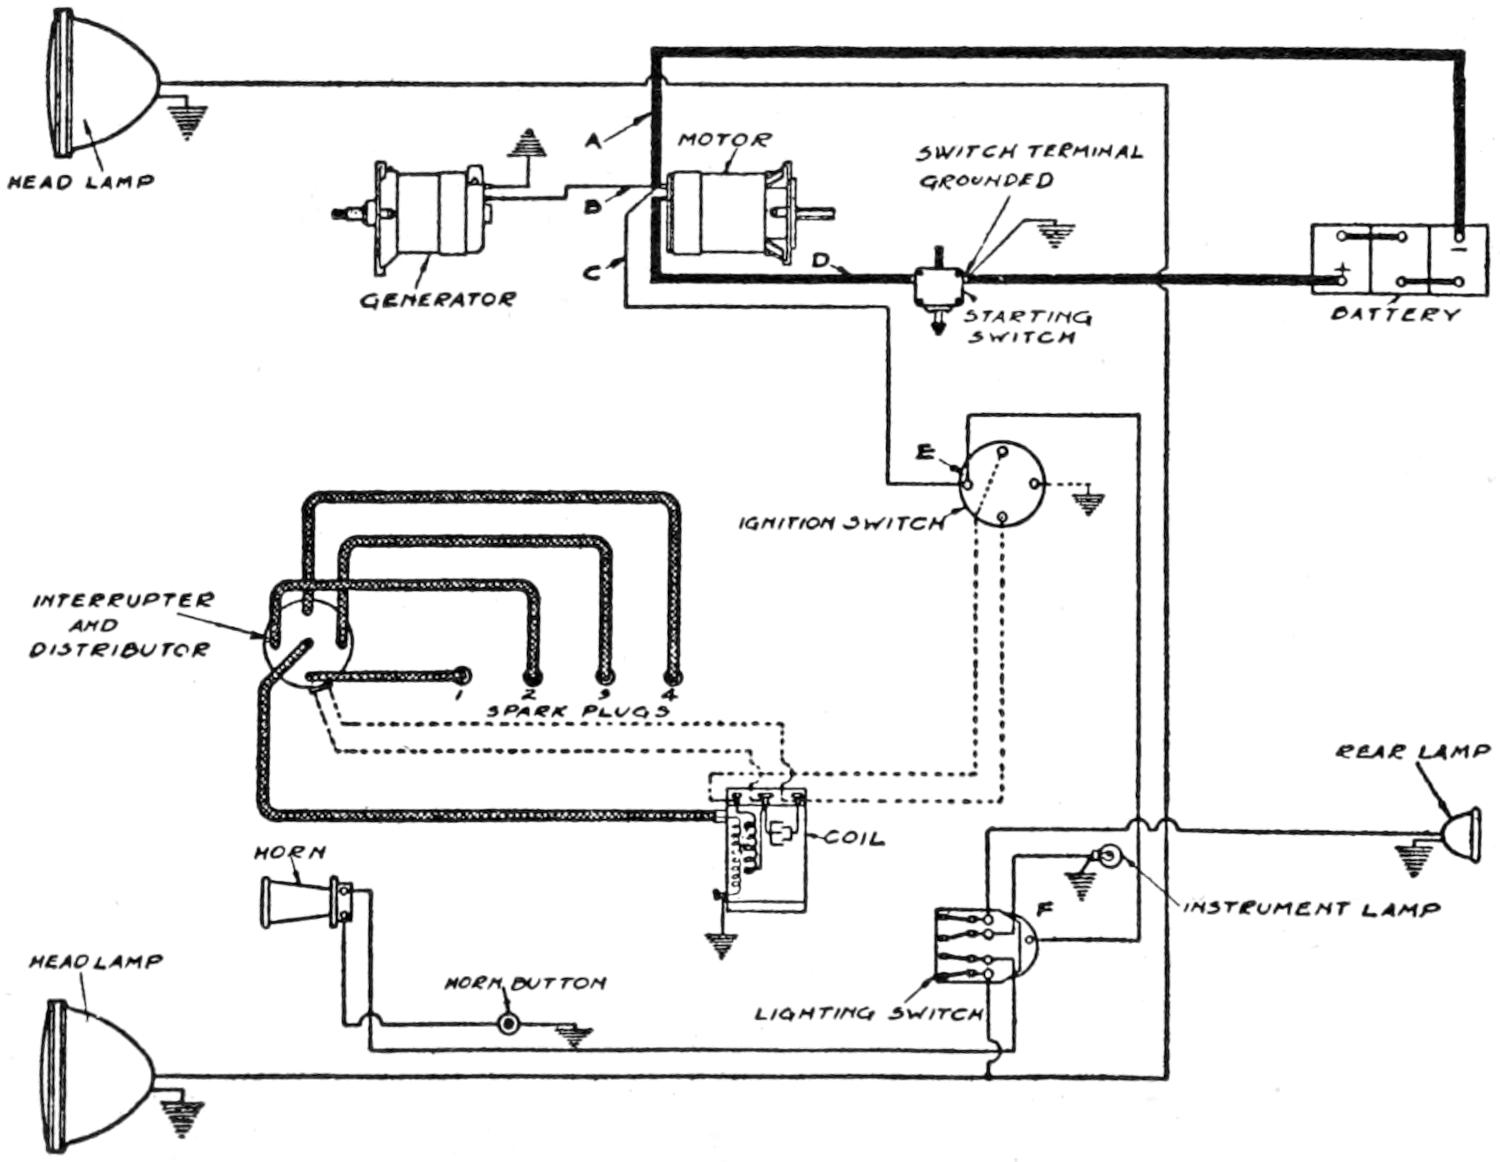 HEAD LAMP
A
MOTOR
SWITCH TERMINAL
GROUNDED
B
C
D
GENERATOR
STARTING
SWITCH
+
−
BATTERY
E
IGNITION SWITCH
INTERRUPTER
AND
DISTRIBUTOR
1 2 3 4
SPARK PLUGS
REAR LAMP
COIL
HORN
F
INSTRUMENT LAMP
HEAD LAMP
HORN BUTTON
LIGHTING SWITCH